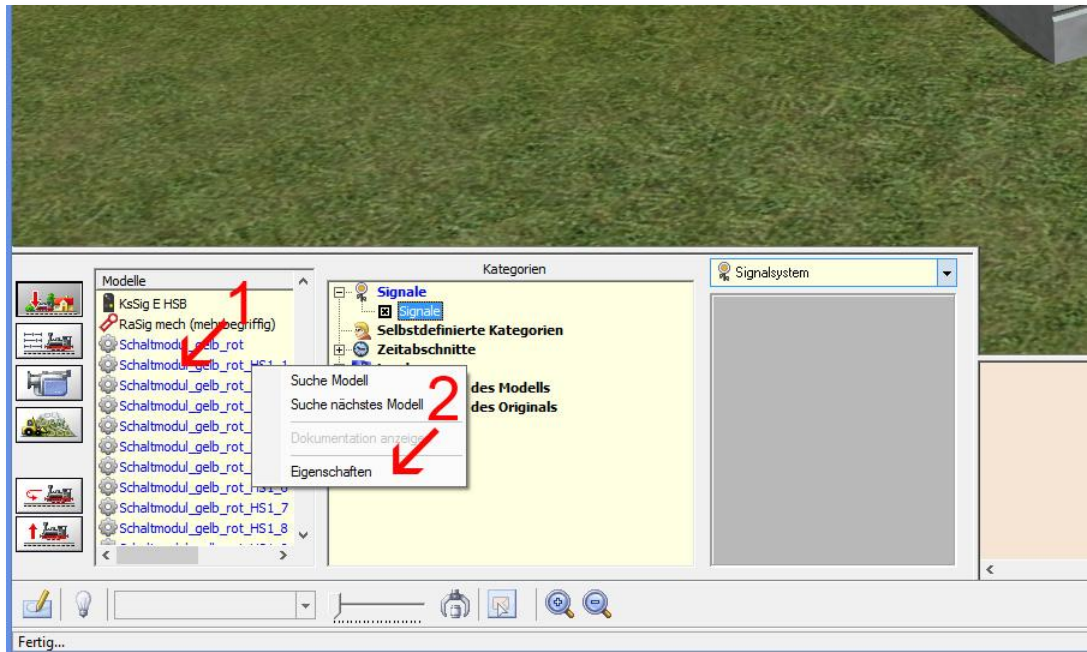 Kategorien
Signalsystem
Modelle
KsSig E HSB
RaSig mech (mehrbegriffig)
Schaltmodul_gelb_rot
Schaltmodul_gelb_rot_HS1_1
Schaltmodul_gelb_rot_
Schaltmodul_gelb_rot_
Schaltmodul_gelb_rot_
Schaltmodul_gelb_rot_
Schaltmodul_gelb_rot_
Schaltmodul_gelb_rot_
Schaltmodul_gelb_rot_HS1_7
Schaltmodul_gelb_rot_HS1_8
1
Signale
Signale
Selbstdefinierte Kategorien
Zeitabschnitte
des Modells
des Originals
Suche Modell
Suche nächstes Modell
Dokumentation anzeigen
Eigenschaften
2
Fertig...